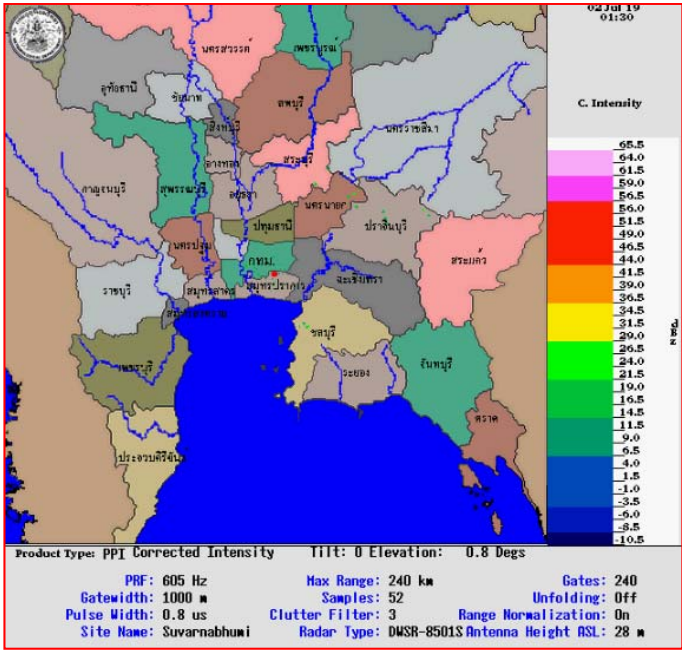 02 Jul 19
01:30
C. Intensity
นครสวรรค์
เพชรบูรณ์
อุทัยธานี
ชัยนาท
ลพบุรี
สิงหบุรี
นครราชสีมา
อ่างทอง
สระบุรี
กาญจนบุรี
สุพรรณบุรี
อยุธยา
นครนายก
ปทุมธานี
ปราจีนบุรี
นครปฐม
กทม.
สระแก้ว
ราชบุรี
สมุทรสาคร
สมุทรปราการ
ฉะเชิงเทรา
ชลบุรี
เพชรบุรี
ระยอง
จันทบุรี
ตราด
ประจวบคีรีขันธ์
65.5
64.0
61.5
59.0
56.5
56.0
51.5
49.0
46.5
44.0
41.5
39.0
36.5
34.5
31.5
29.0
26.5
24.0
21.5
19.0
16.5
14.5
11.5
9.0
6.5
4.0
1.5
-1.0
-3.5
-6.0
-8.5
-10.5
Product Type: PPI Corrected Intensity Tilt: 0 Elevation: 0.8 Degs
PRF: 605 Hz Max Range: 240 km Gates: 240
Gatewidth: 1000 m Samples: 52 Unfolding: Off
Pulse Width: 0.8 us Clutter Filter: 3 Range Normalization: On
Site Name: Suvarnabhumi Radar Type: DWSR-8501S Antenna Height ASL: 28 m